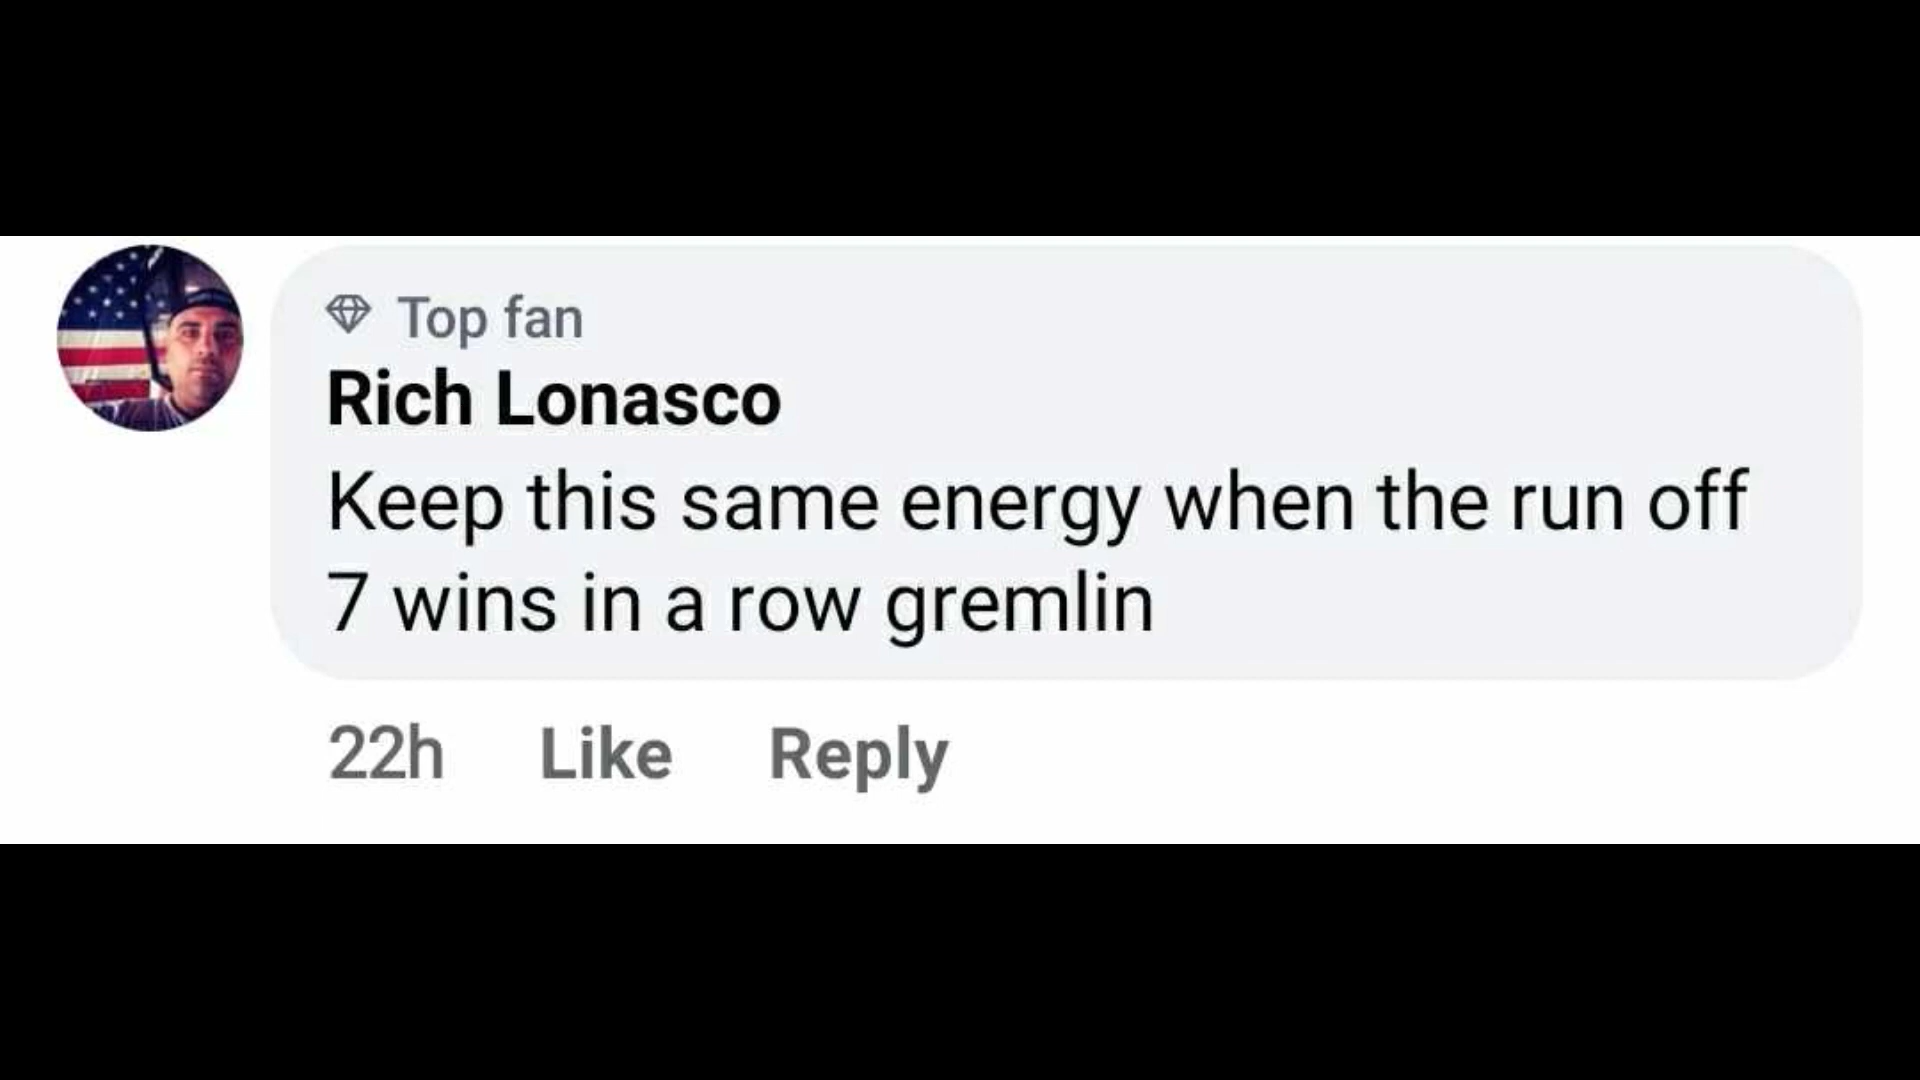 Top fan
Rich Lonasco
Keep this same energy when the run off
7 wins in a row gremlin
22h Like Reply